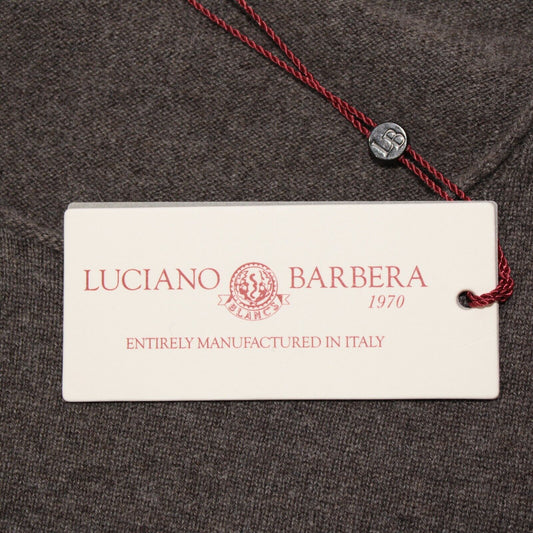 LB
LUCIANO BARBERA
BLANCS
1970
ENTIRELY MANUFACTURED IN ITALY